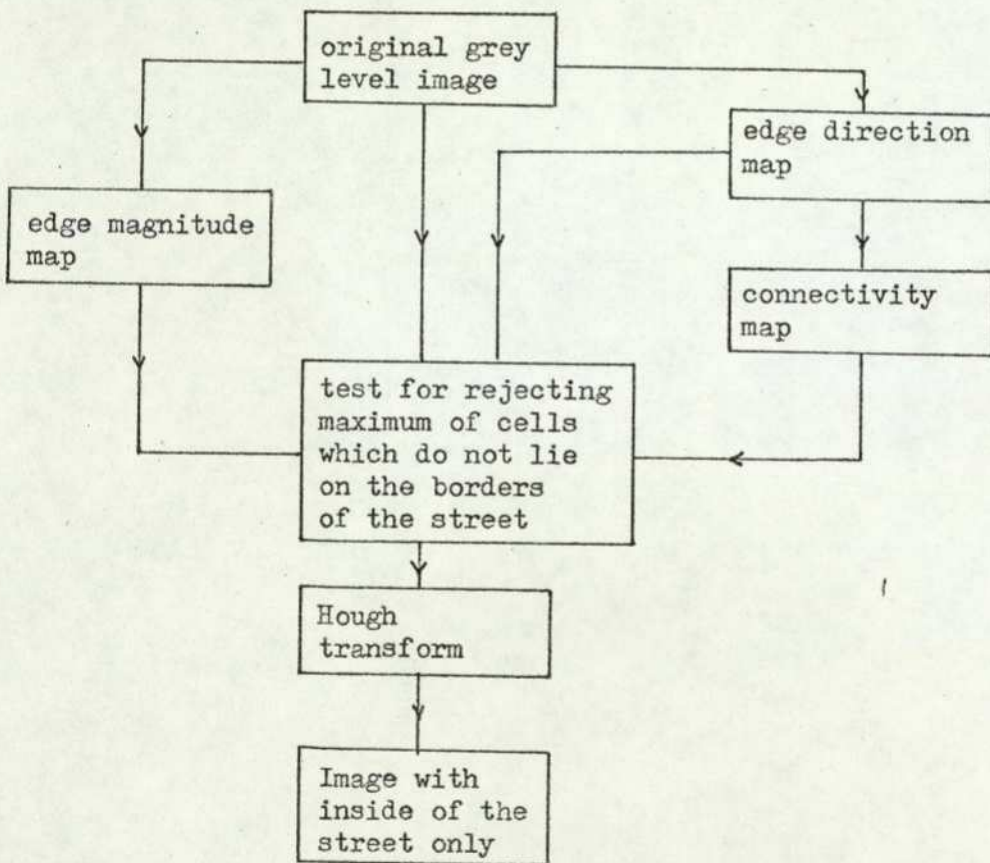 original grey
level image
edge direction
map
edge magnitude
map
connectivity
map
test for rejecting
maximum of cells
which do not lie
on the borders
of the street
Hough
transform
Image with
inside of the
street only